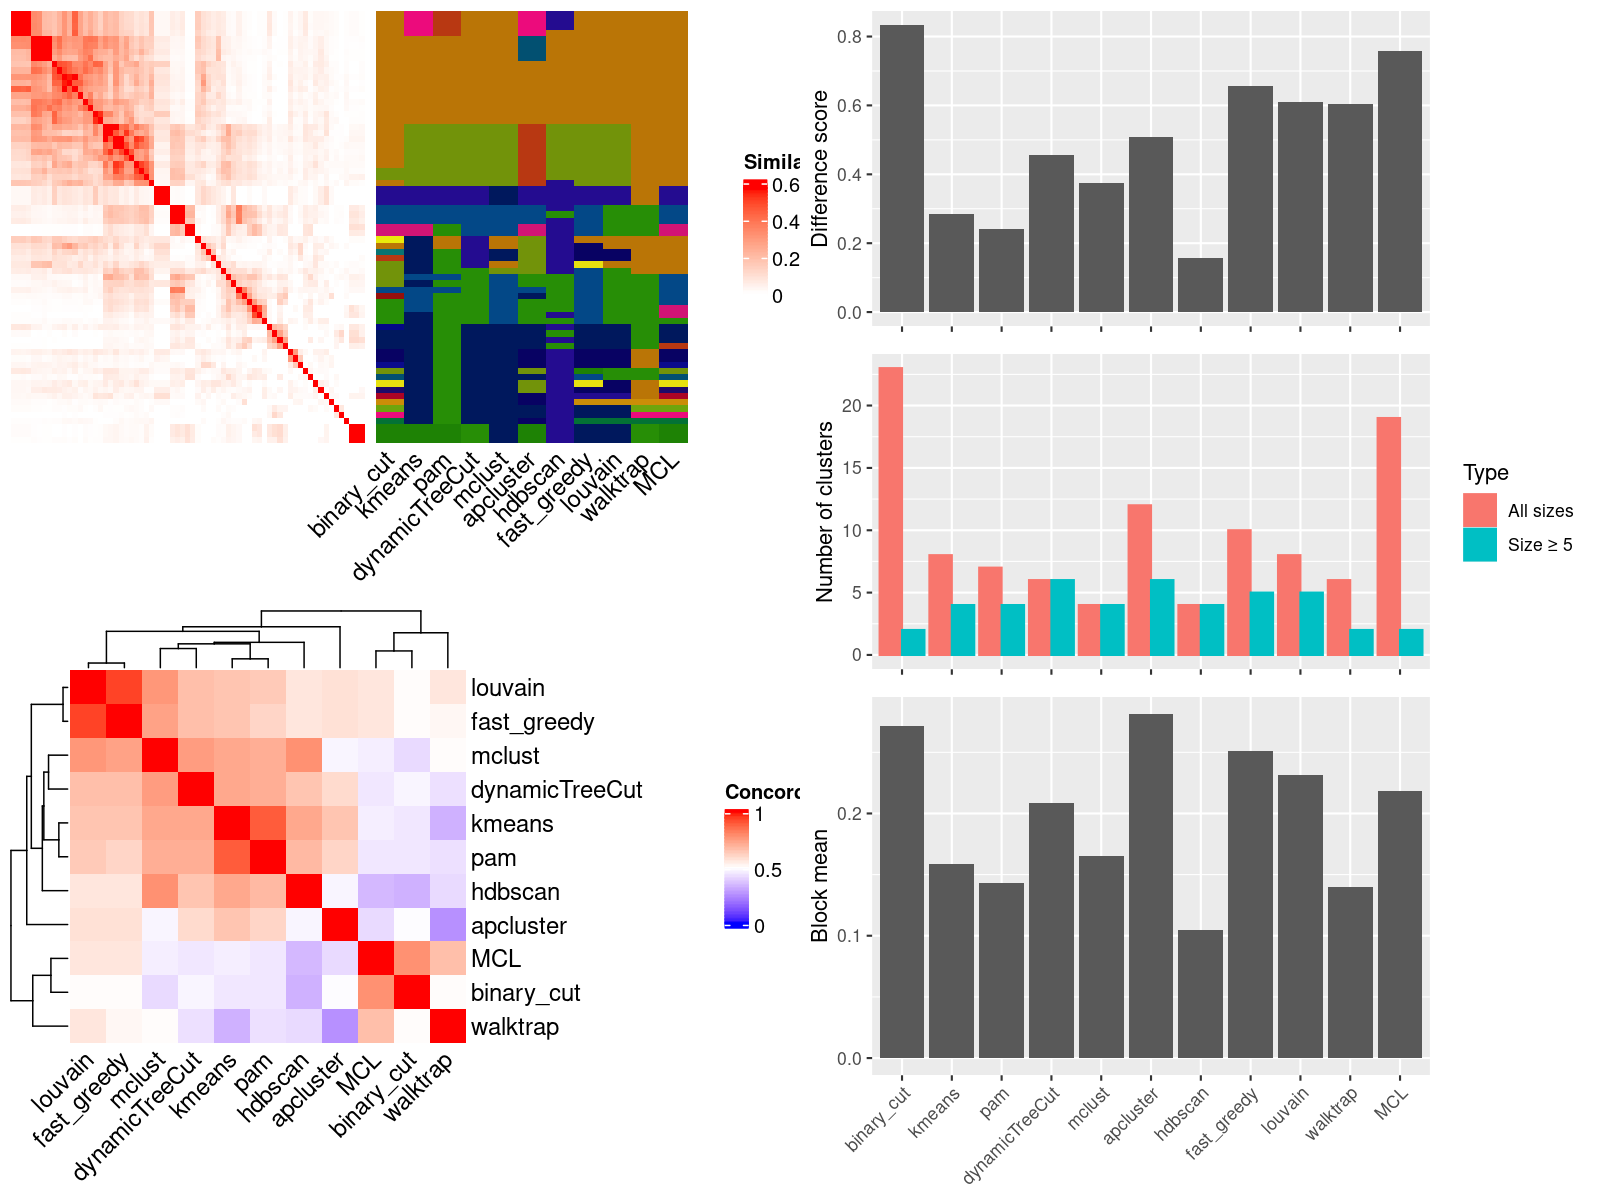 Simila
0.6
0.4
0.2
0
binary_cut
kmeans
pam
dynamicTreeCut
mclust
apcluster
hdbscan
fast_greedy
louvain
walktrap
MCL
louvain
fast_greedy
mclust
dynamicTreeCut
kmeans
pam
hdbscan
apcluster
MCL
binary_cut
walktrap
louvain
fast_greedy
mclust
dynamicTreeCut
kmeans
pam
hdbscan
apcluster
MCL
binary_cut
walktrap
Concord
1
0.5
0
Difference score
0.8
0.6
0.4
0.2
0.0
Number of clusters
20
15
10
5
0
Type
All sizes
Size ≥ 5
Block mean
0.2
0.1
0.0
binary_cut
kmeans
pam
dynamicTreeCut
mclust
apcluster
hdbscan
fast_greedy
louvain
walktrap
MCL